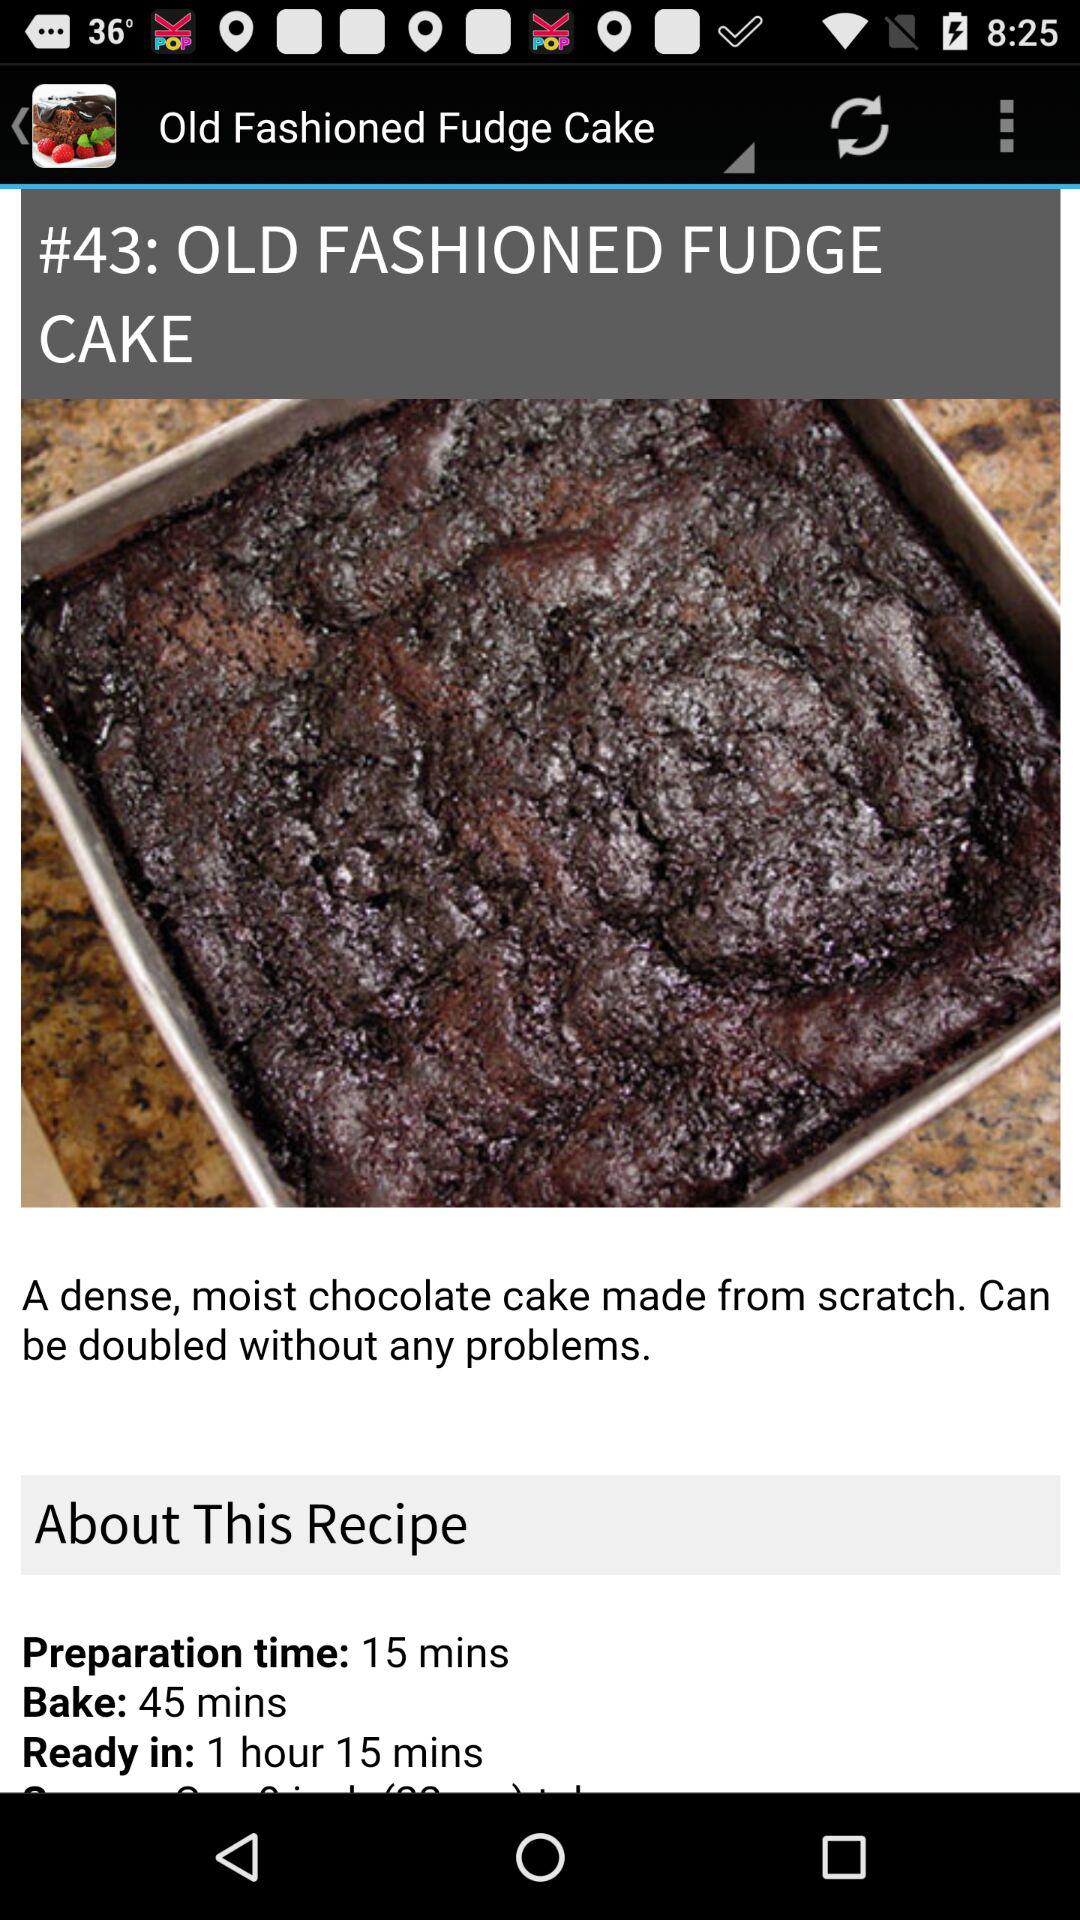 36°
POP
POP
8:25
Old Fashioned Fudge Cake
#43: OLD FASHIONED FUDGE
CAKE
A dense, moist chocolate cake made from scratch. Can
be doubled without any problems.
About This Recipe
Preparation time: 15 mins
Bake: 45 mins
Ready in: 1 hour 15 mins